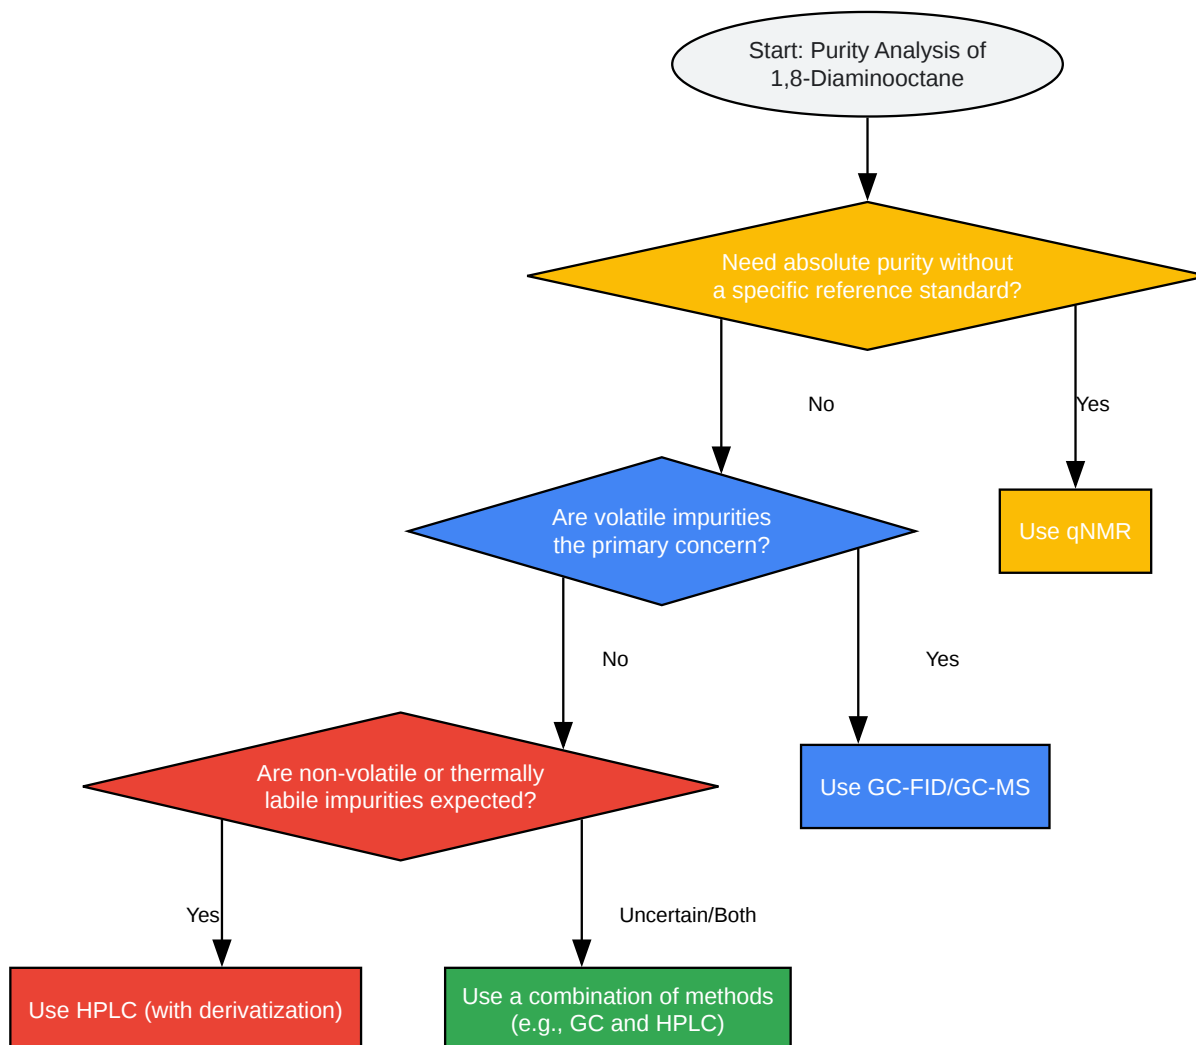 Start: Purity Analysis of
1,8-Diaminooctane
Need absolute purity without
a specific reference standard?
No
Yes
Are volatile impurities
the primary concern?
Use qNMR
No
Yes
Are non-volatile or thermally
labile impurities expected?
Use GC-FID/GC-MS
Yes
Uncertain/Both
Use HPLC (with derivatization)
Use a combination of methods
(e.g., GC and HPLC)